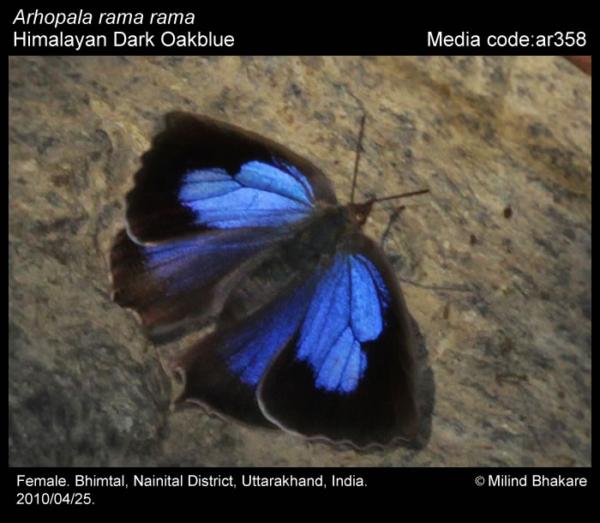 Arhopala rama rama
Himalayan Dark Oakblue Media code:ar358
Female. Bhimtal, Nainital District, Uttarakhand, India. © Milind Bhakare
2010/04/25.